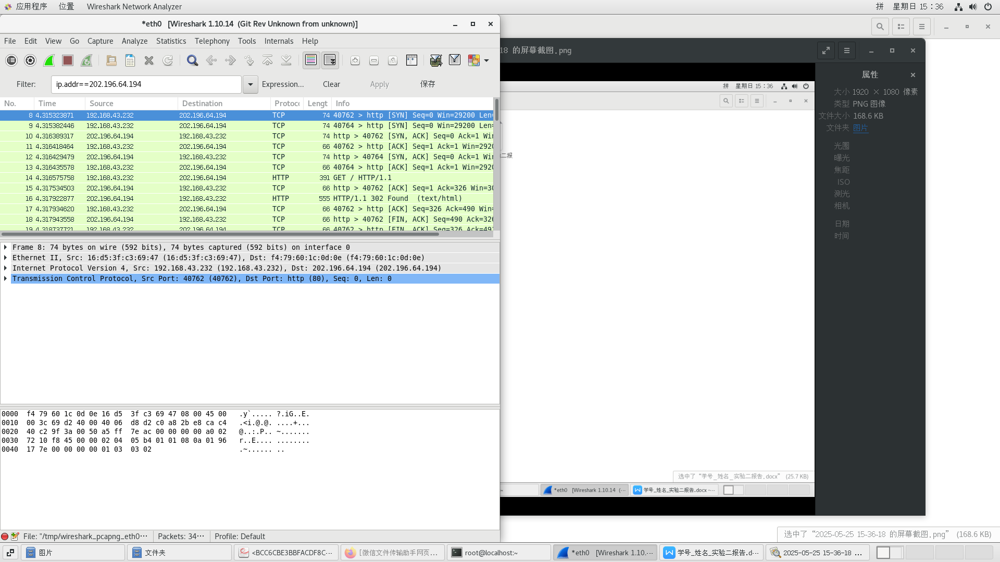 应用程序 位置 Wireshark Network Analyzer 拼 星期日 15：36
*eth0 [Wireshark 1.10.14 (Git Rev Unknown from unknown)]
File Edit View Go Capture Analyze Statistics Telephony Tools Internals Help
Filter: ip.addr==202.196.64.194 Expression... Clear Apply 保存
No. Time Source Destination Protoc Lengt Info
8 4.315323871 192.168.43.232 202.196.64.194 TCP 74 40762 > http [SYN] Seq=0 Win=29200 Len=
9 4.315382446 192.168.43.232 202.196.64.194 TCP 74 40764 > http [SYN] Seq=0 Win=29200 Len=
10 4.316389317 202.196.64.194 192.168.43.232 TCP 74 http > 40762 [SYN, ACK] Seq=0 Ack=1 Wi
11 4.316418464 192.168.43.232 202.196.64.194 TCP 66 40762 > http [ACK] Seq=1 Ack=1 Win=2920
12 4.316429479 202.196.64.194 192.168.43.232 TCP 74 http > 40764 [SYN, ACK] Seq=0 Ack=1 Wi
13 4.316435578 192.168.43.232 202.196.64.194 TCP 66 40764 > http [ACK] Seq=1 Ack=1 Win=2920
14 4.316575758 192.168.43.232 202.196.64.194 HTTP 391 GET / HTTP/1.1
15 4.317534503 202.196.64.194 192.168.43.232 TCP 66 http > 40762 [ACK] Seq=1 Ack=326 Win=30
16 4.317922877 202.196.64.194 192.168.43.232 HTTP 555 HTTP/1.1 302 Found (text/html)
17 4.317934620 192.168.43.232 202.196.64.194 TCP 66 40762 > http [ACK] Seq=326 Ack=490 Win=
18 4.317943558 202.196.64.194 192.168.43.232 TCP 66 http > 40762 [FIN, ACK] Seq=490 Ack=326
19 4.318737721 192.168.43.232 202.196.64.194 TCP 66 40762 > http [FIN, ACK] Seq=326 Ack=491
Frame 8: 74 bytes on wire (592 bits), 74 bytes captured (592 bits) on interface 0
Ethernet II, Src: 16:d5:3f:c3:69:47 (16:d5:3f:c3:69:47), Dst: f4:79:60:1c:0d:0e (f4:79:60:1c:0d:0e)
Internet Protocol Version 4, Src: 192.168.43.232 (192.168.43.232), Dst: 202.196.64.194 (202.196.64.194)
Transmission Control Protocol, Src Port: 40762 (40762), Dst Port: http (80), Seq: 0, Len: 0
0000 f4 79 60 1c 0d 0e 16 d5 3f c3 69 47 08 00 45 00 .y`..... ?.iG..E.
0010 00 3c 69 d2 40 00 40 06 d8 d2 c0 a8 2b e8 ca c4 .<i.@.@. ....+...
0020 40 c2 9f 3a 00 50 a5 ff 7e ac 00 00 00 00 a0 02 @..:.P.. ~.......
0030 72 10 f8 45 00 00 02 04 05 b4 01 01 08 0a 01 96 r..E.... ........
0040 17 7e 00 00 00 00 01 03 03 02 .~...... ..
File: "/tmp/wireshark_pcapng_eth0··· Packets: 34··· Profile: Default
18 的屏幕截图.png
拼 星期日 15：36
验二报
选中了“学号_姓名_实验二报告.docx” (25.7 KB)
~ *eth0 [Wireshark 1.10.14 (··· 学号_姓名_实验二报告.docx -···
属性
大小 1920 × 1080 像素
类型 PNG 图像
文件大小 168.6 KB
文件夹 图片
光圈
曝光
焦距
ISO
测光
相机
日期
时间
选中了“2025-05-25 15-36-18 的屏幕截图.png” (168.6 KB)
图片 文件夹 <BCC6CBE3BBFACDF8C··· [微信文件传输助手网页... root@localhost:~ *eth0 [Wireshark 1.10.··· 学号_姓名_实验二报告.d··· 2025-05-25 15-36-18 ...